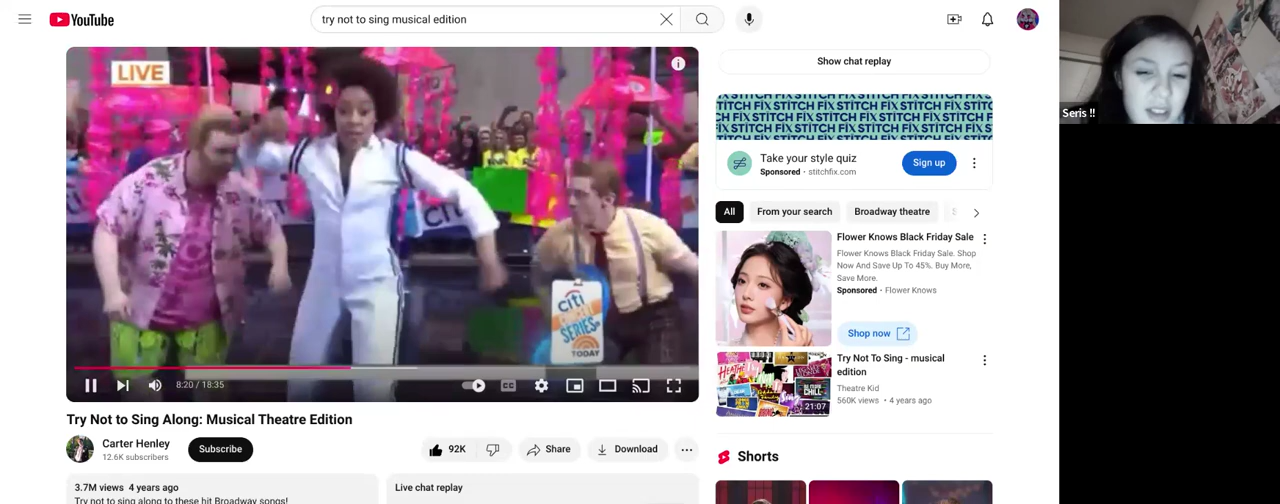 YouTube
try not to sing musical edition
LIVE
citi
CONCERT
SERIES
TODAY
8:20 / 18:35
CC
Try Not to Sing Along: Musical Theatre Edition
Carter Henley
12.6K subscribers
Subscribe
92K
Share
Download
3.7M views 4 years ago
Try not to sing along to these hit Broadway songs!
Live chat replay
Show chat replay
STITCH FIX STITCH FIX STITCH FIX STITCH FIX
Take your style quiz
Sponsored · stitchfix.com
Sign up
All
From your search
Broadway theatre
Flower Knows Black Friday Sale
Flower Knows Black Friday Sale. Shop
Now And Save Up To 45%. Buy More,
Save More.
Sponsored · Flower Knows
Shop now
Try Not To Sing - musical
edition
Theatre Kid
560K views · 4 years ago
21:07
Shorts
Seris !!